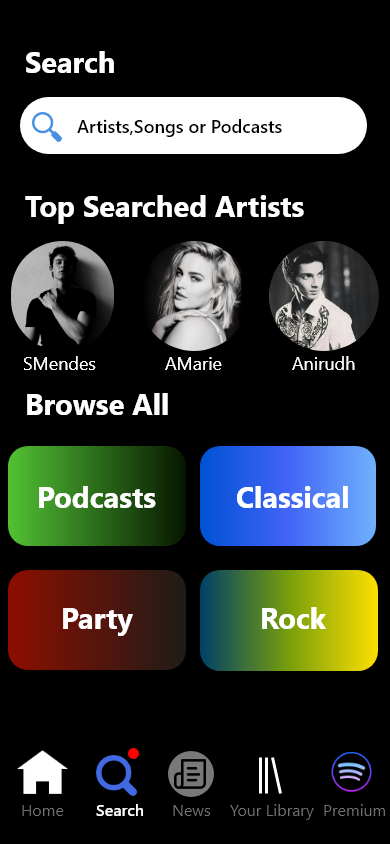 Search
Artists,Songs or Podcasts
Top Searched Artists
SMendes AMarie Anirudh
Browse All
Podcasts Classical
Party Rock
Home Search News Your Library Premium